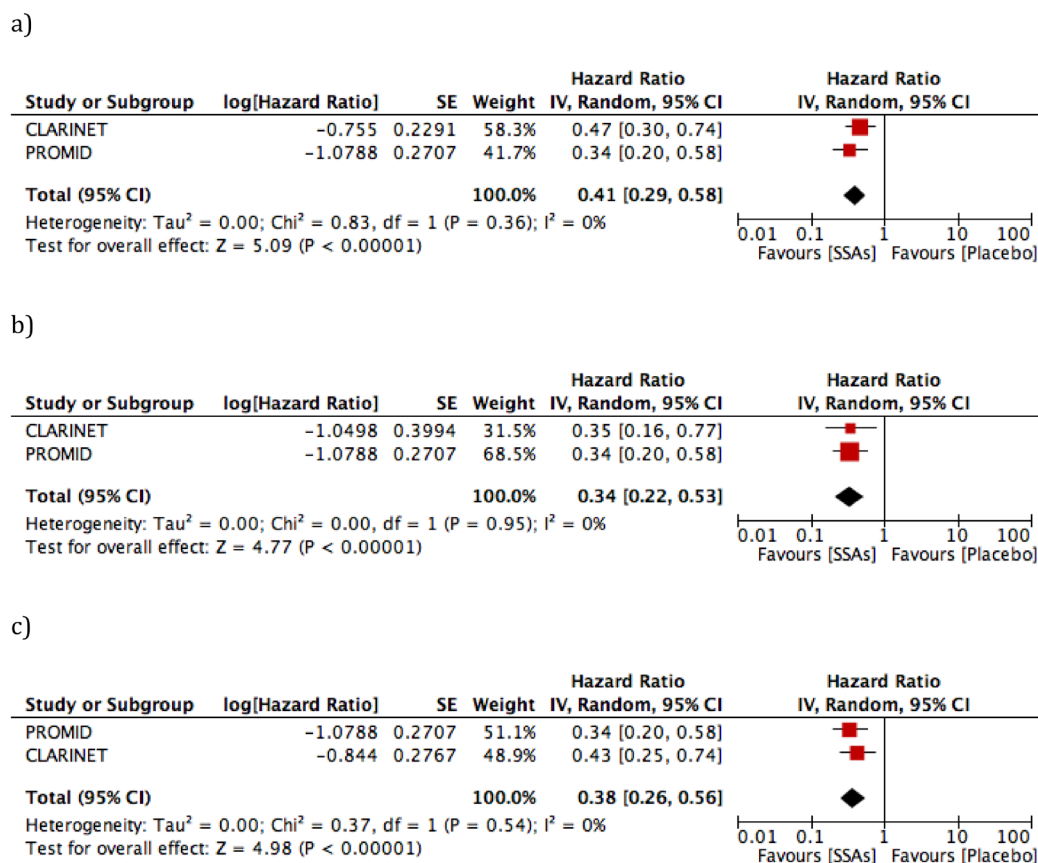 a)
Hazard Ratio Hazard Ratio
Study or Subgroup log[Hazard Ratio] SE Weight IV, Random, 95% CI IV, Random, 95% CI
CLARINET −0.755 0.2291 58.3% 0.47 [0.30, 0.74]
PROMID −1.0788 0.2707 41.7% 0.34 [0.20, 0.58]
Total (95% CI) 100.0% 0.41 [0.29, 0.58]
Heterogeneity: Tau² = 0.00; Chi² = 0.83, df = 1 (P = 0.36); I² = 0%
Test for overall effect: Z = 5.09 (P < 0.00001)
0.01 0.1 1 10 100
Favours [SSAs] Favours [Placebo]
b)
Hazard Ratio Hazard Ratio
Study or Subgroup log[Hazard Ratio] SE Weight IV, Random, 95% CI IV, Random, 95% CI
CLARINET −1.0498 0.3994 31.5% 0.35 [0.16, 0.77]
PROMID −1.0788 0.2707 68.5% 0.34 [0.20, 0.58]
Total (95% CI) 100.0% 0.34 [0.22, 0.53]
Heterogeneity: Tau² = 0.00; Chi² = 0.00, df = 1 (P = 0.95); I² = 0%
Test for overall effect: Z = 4.77 (P < 0.00001)
0.01 0.1 1 10 100
Favours [SSAs] Favours [Placebo]
c)
Hazard Ratio Hazard Ratio
Study or Subgroup log[Hazard Ratio] SE Weight IV, Random, 95% CI IV, Random, 95% CI
PROMID −1.0788 0.2707 51.1% 0.34 [0.20, 0.58]
CLARINET −0.844 0.2767 48.9% 0.43 [0.25, 0.74]
Total (95% CI) 100.0% 0.38 [0.26, 0.56]
Heterogeneity: Tau² = 0.00; Chi² = 0.37, df = 1 (P = 0.54); I² = 0%
Test for overall effect: Z = 4.98 (P < 0.00001)
0.01 0.1 1 10 100
Favours [SSAs] Favours [Placebo]